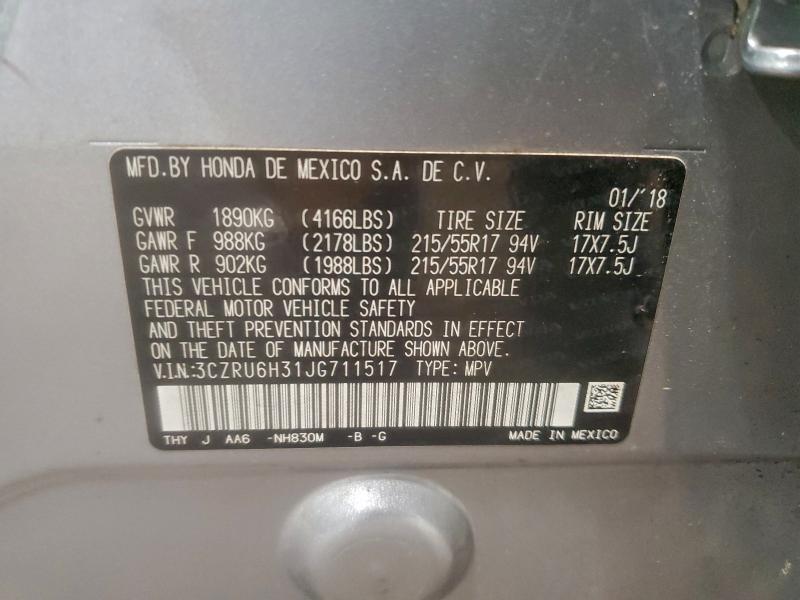 MFD.BY HONDA DE MEXICO S.A. DE C.V.
01/'18
GVWR 1890KG (4166LBS) TIRE SIZE RIM SIZE
GAWR F 988KG (2178LBS) 215/55R17 94V 17X7.5J
GAWR R 902KG (1988LBS) 215/55R17 94V 17X7.5J
THIS VEHICLE CONFORMS TO ALL APPLICABLE
FEDERAL MOTOR VEHICLE SAFETY
AND THEFT PREVENTION STANDARDS IN EFFECT
ON THE DATE OF MANUFACTURE SHOWN ABOVE.
V.I.N.:3CZRU6H31JG711517 TYPE: MPV
THY J AA6 -NH830M -B -G MADE IN MEXICO